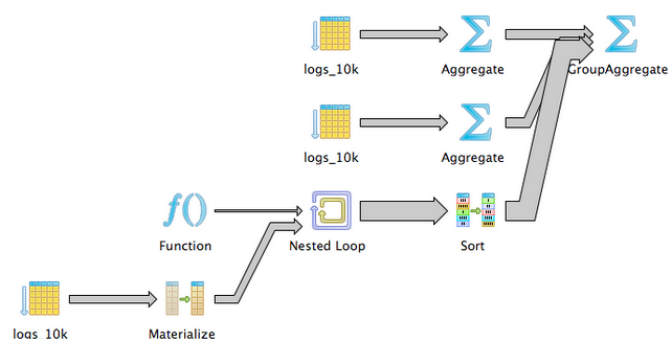 logs_10k
Aggregate
GroupAggregate
logs_10k
Aggregate
f()
Function
Nested Loop
Sort
logs_10k
Materialize